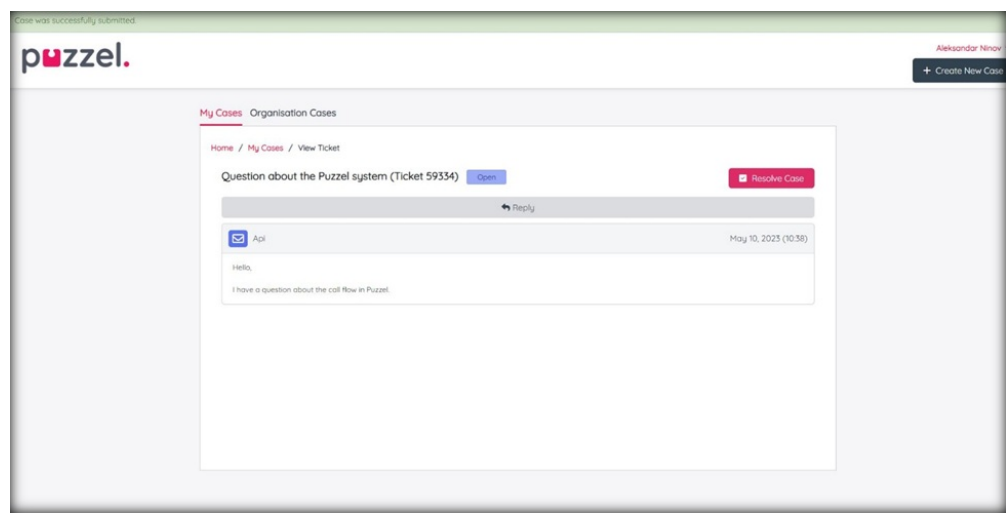 Case was successfully submitted.
puzzel.
Aleksandar Ninov
+ Create New Case
My Cases Organisation Cases
Home / My Cases / View Ticket
Question about the Puzzel system (Ticket 59334) Open Resolve Case
Reply
Api May 10, 2023 (10:38)
Hello,
I have a question about the call flow in Puzzel.